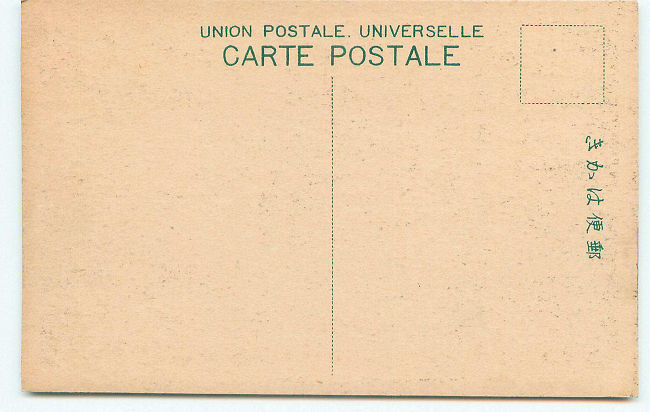 UNION POSTALE. UNIVERSELLE
CARTE POSTALE
きかは便郵